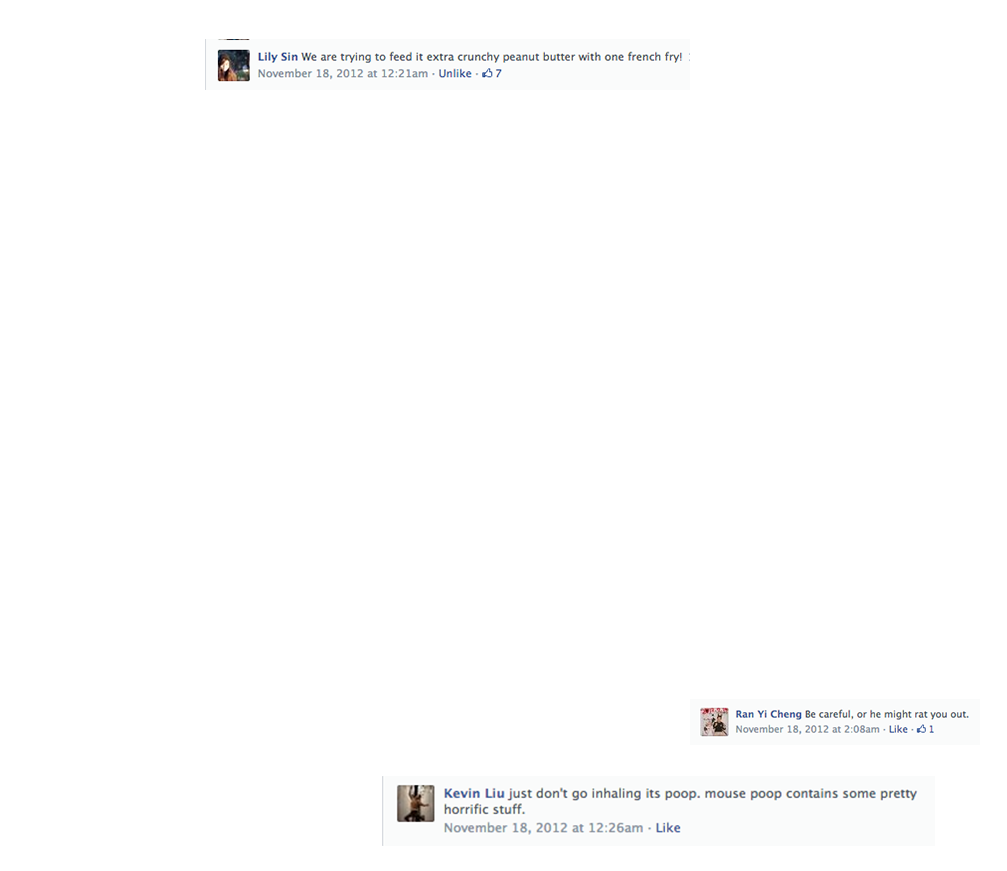 Lily Sin We are trying to feed it extra crunchy peanut butter with one french fry!
November 18, 2012 at 12:21am · Unlike · 7
Ran Yi Cheng Be careful, or he might rat you out.
November 18, 2012 at 2:08am · Like · 1
Kevin Liu just don't go inhaling its poop. mouse poop contains some pretty
horrific stuff.
November 18, 2012 at 12:26am · Like